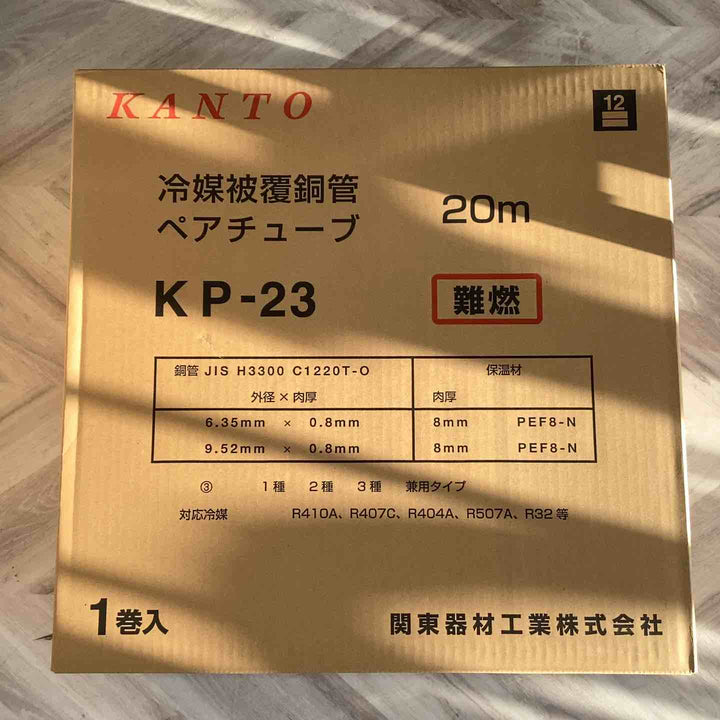 KANTO
12
冷媒被覆銅管
ペアチューブ
20m
KP-23
難燃
銅管 JIS H3300 C1220T-O
保温材
外径×肉厚
肉厚
6.35mm × 0.8mm 8mm PEF8-N
9.52mm × 0.8mm 8mm PEF8-N
③ 1種 2種 3種 兼用タイプ
対応冷媒 R410A、R407C、R404A、R507A、R32等
1巻入
関東器材工業株式会社